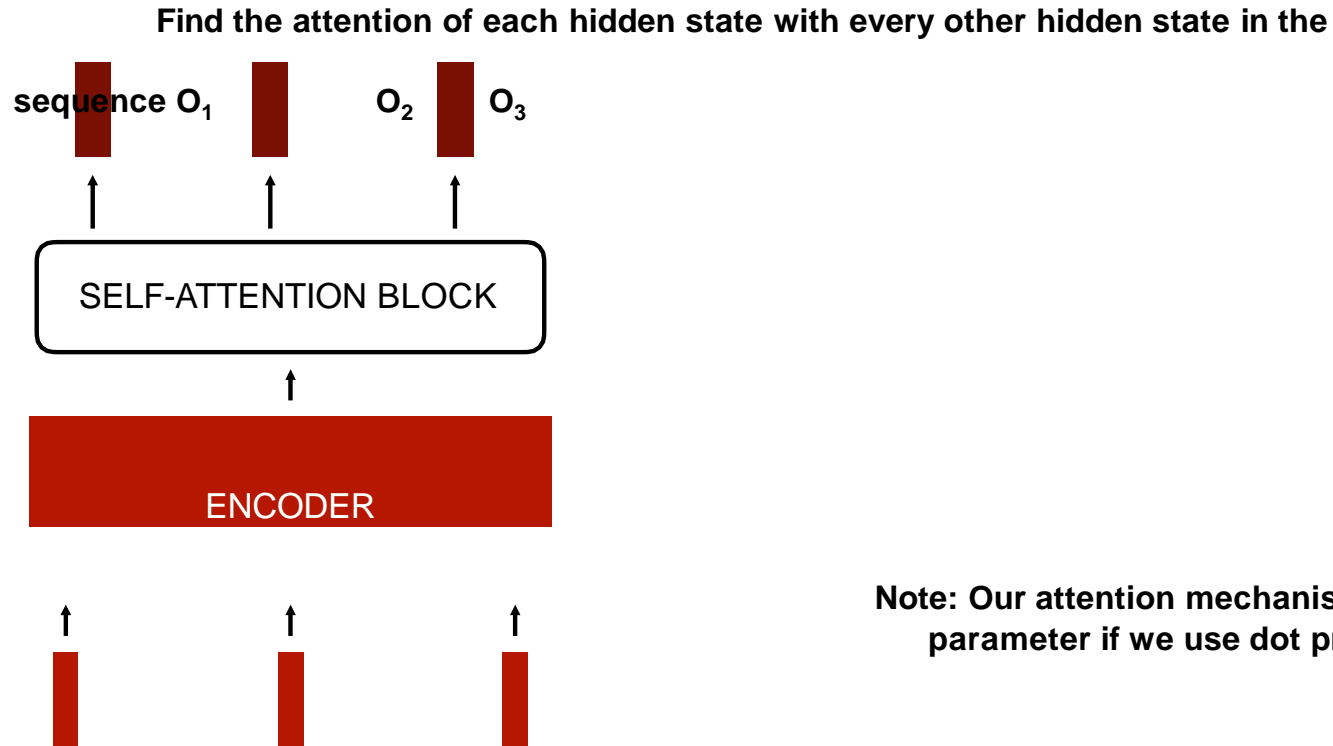 Find the attention of each hidden state with every other hidden state in the
sequence O₁ O₂ O₃
SELF-ATTENTION BLOCK
ENCODER
Note: Our attention mechanis
parameter if we use dot pr